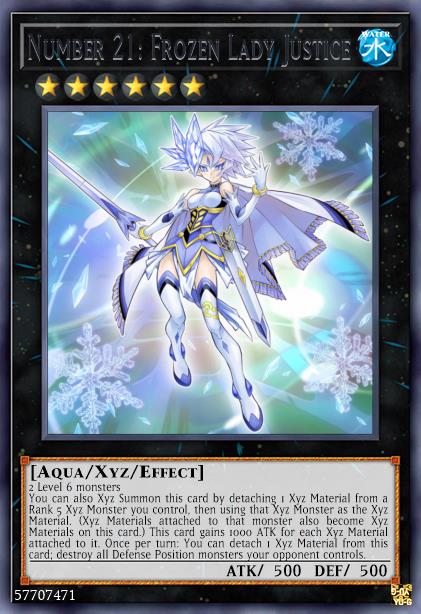 Number 21: Frozen Lady Justice
WATER
水
[Aqua/Xyz/Effect]
2 Level 6 monsters
You can also Xyz Summon this card by detaching 1 Xyz Material from a
Rank 5 Xyz Monster you control, then using that Xyz Monster as the Xyz
Material. (Xyz Materials attached to that monster also become Xyz
Materials on this card.) This card gains 1000 ATK for each Xyz Material
attached to it. Once per turn: You can detach 1 Xyz Material from this
card; destroy all Defense Position monsters your opponent controls.
ATK/ 500 DEF/ 500
57707471